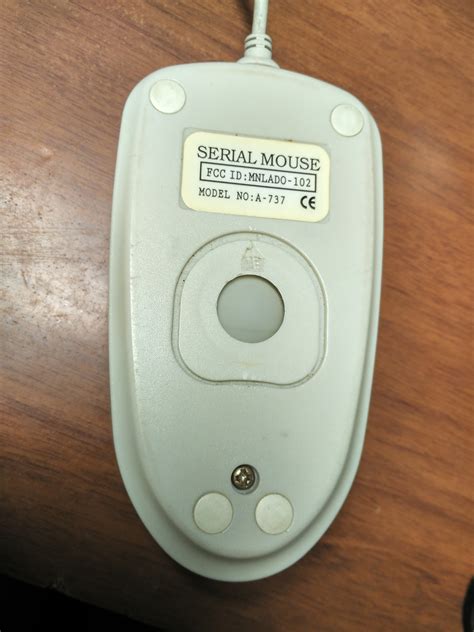 SERIAL MOUSE
FCC ID:MNLADO-102
MODEL NO:A-737 CE